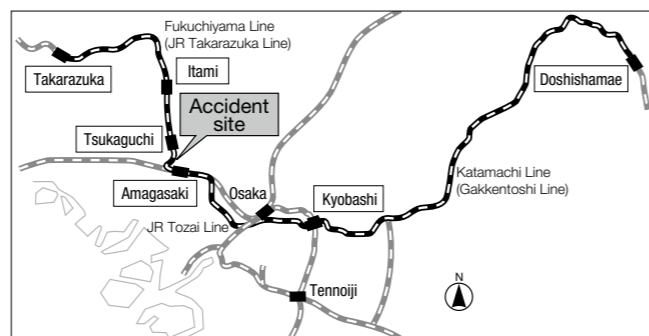 Fukuchiyama Line
(JR Takarazuka Line)
Takarazuka
Itami
Doshishamae
Accident
site
Tsukaguchi
Katamachi Line
(Gakkentoshi Line)
Amagasaki
Osaka
Kyobashi
JR Tozai Line
Tennoiji
N